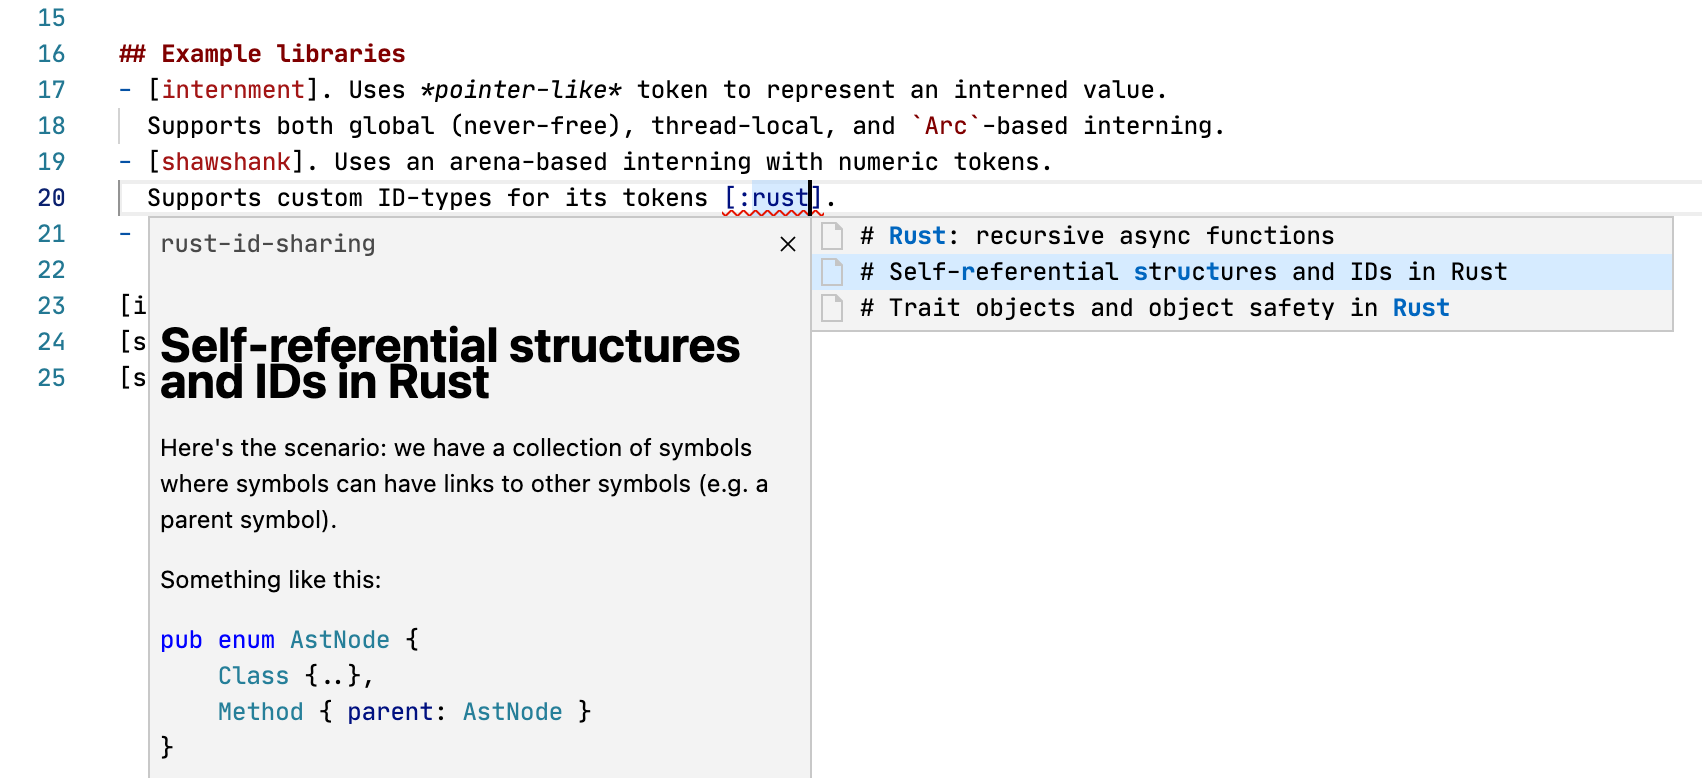 15
16 ## Example libraries
17 - [internment]. Uses *pointer-like* token to represent an interned value.
18 Supports both global (never-free), thread-local, and `Arc`-based interning.
19 - [shawshank]. Uses an arena-based interning with numeric tokens.
20 Supports custom ID-types for its tokens [:rust].
21 -
22
23 [i
24 [s
25 [s
rust-id-sharing
Self-referential structures
and IDs in Rust
Here's the scenario: we have a collection of symbols
where symbols can have links to other symbols (e.g. a
parent symbol).
Something like this:
pub enum AstNode {
    Class {..},
    Method { parent: AstNode }
}
# Rust: recursive async functions
# Self-referential structures and IDs in Rust
# Trait objects and object safety in Rust